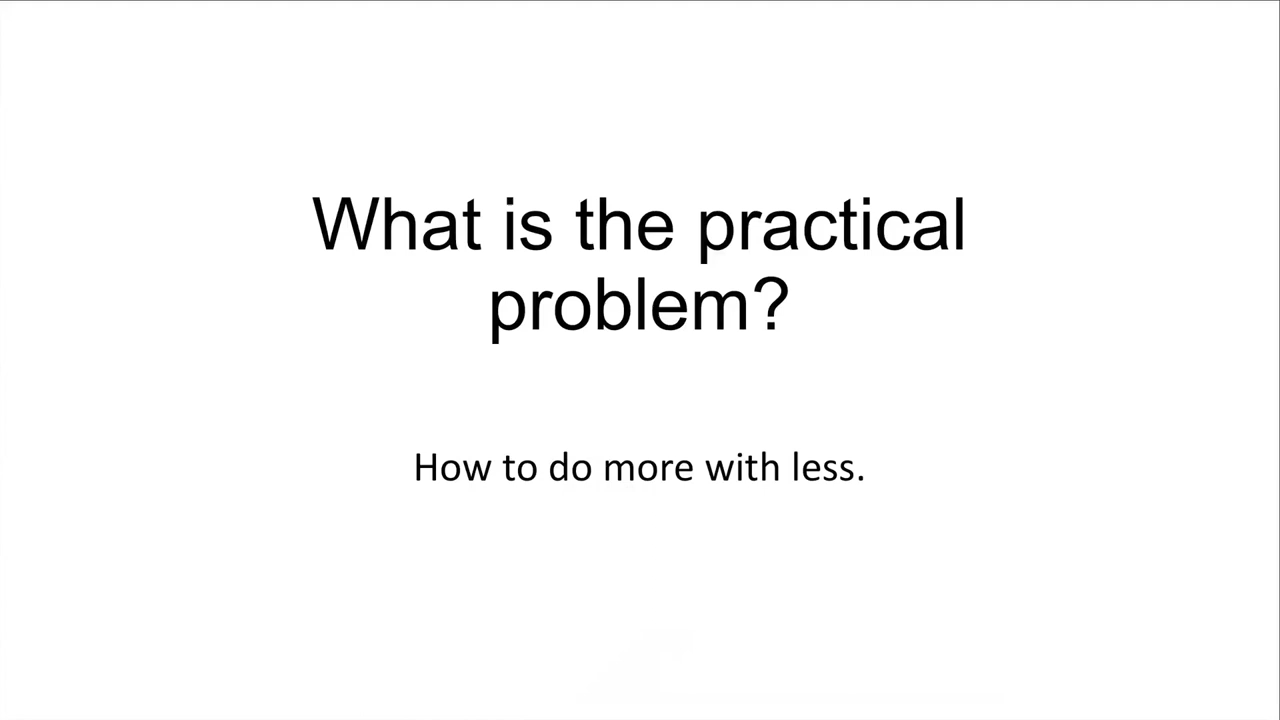 What is the practical
problem?
How to do more with less.